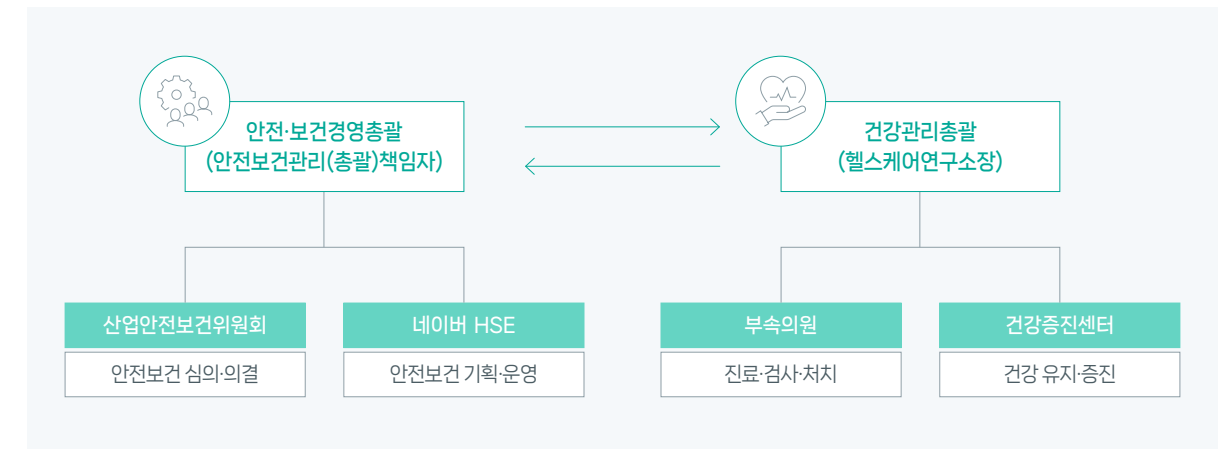 안전·보건경영총괄
(안전보건관리(총괄)책임자)
건강관리총괄
(헬스케어연구소장)
산업안전보건위원회
안전보건 심의·의결
네이버 HSE
안전보건 기획·운영
부속의원
진료·검사·처치
건강증진센터
건강 유지·증진